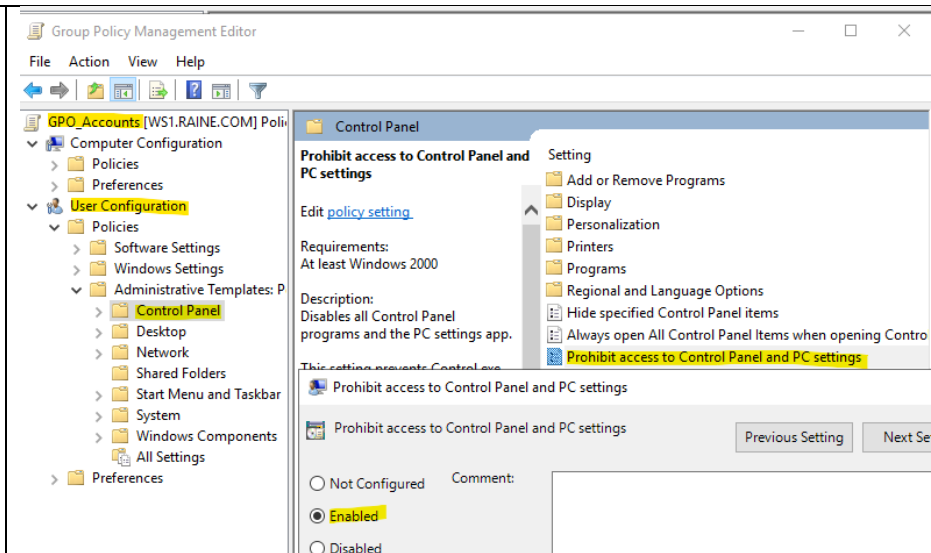 Group Policy Management Editor
File Action View Help
GPO_Accounts [WS1.RAINE.COM] Poli
Computer Configuration
Policies
Preferences
User Configuration
Policies
Software Settings
Windows Settings
Administrative Templates: P
Control Panel
Desktop
Network
Shared Folders
Start Menu and Taskbar
System
Windows Components
All Settings
Preferences
Control Panel
Prohibit access to Control Panel and
PC settings
Edit policy setting
Requirements:
At least Windows 2000
Description:
Disables all Control Panel
programs and the PC settings app.
This setting prevents Control.exe
Setting
Add or Remove Programs
Display
Personalization
Printers
Programs
Regional and Language Options
Hide specified Control Panel items
Always open All Control Panel Items when opening Contro
Prohibit access to Control Panel and PC settings
Prohibit access to Control Panel and PC settings
Prohibit access to Control Panel and PC settings
Previous Setting
Next Se
Not Configured
Comment:
Enabled
Disabled